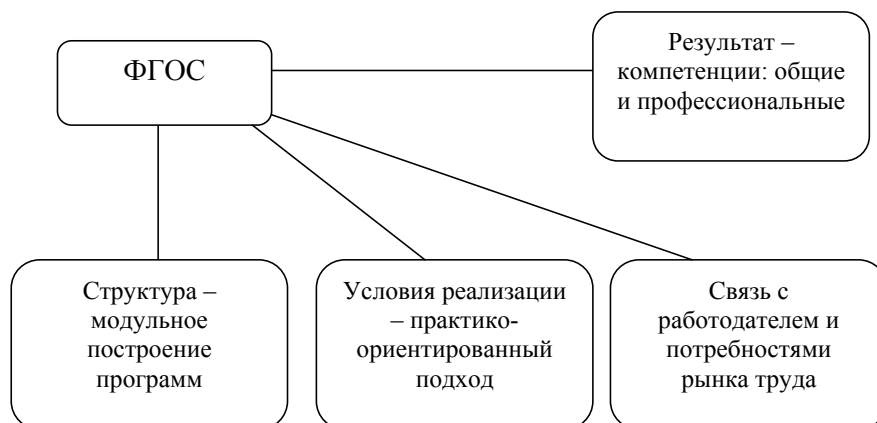 ФГОС
Результат –
компетенции: общие
и профессиональные
Структура –
модульное
построение
программ
Условия реализации
– практико-
ориентированный
подход
Связь с
работодателем и
потребностями
рынка труда